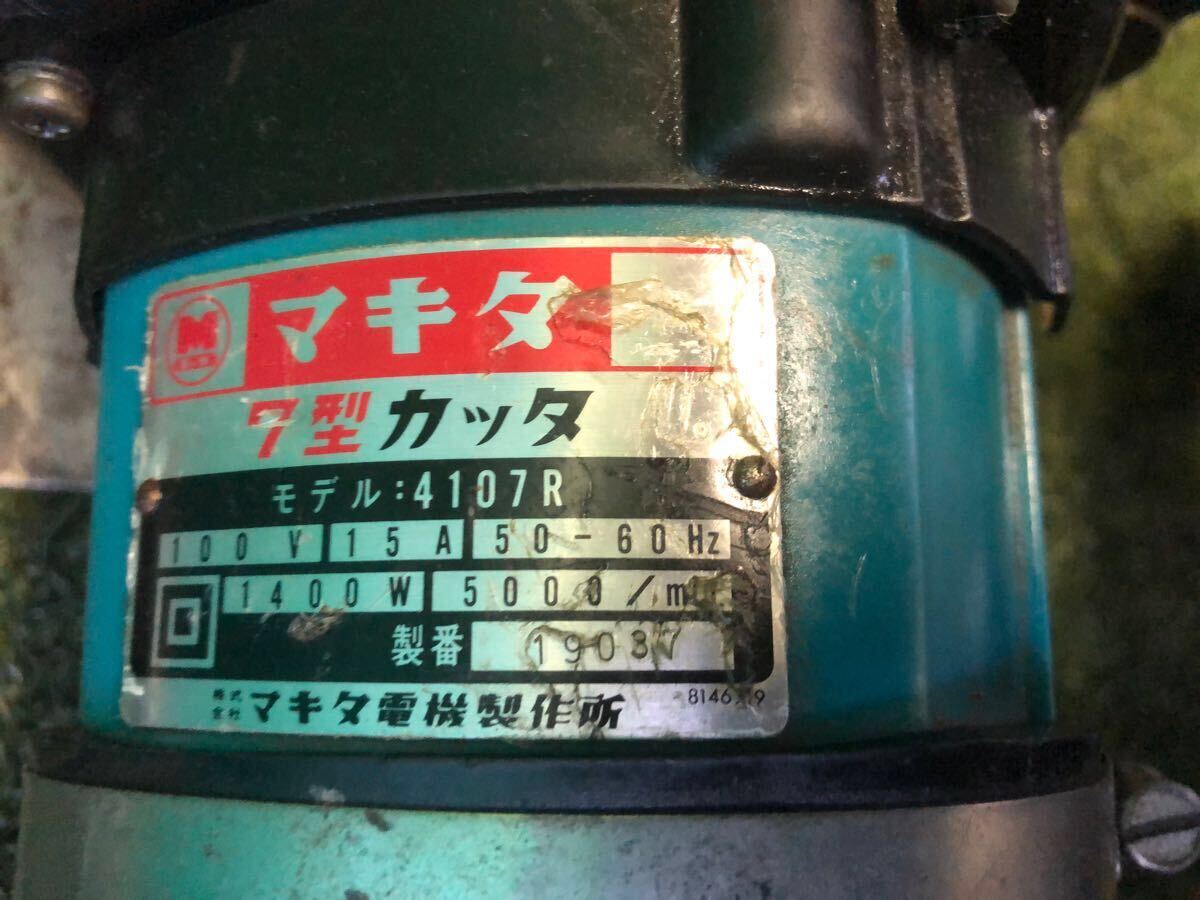 M
マキタ
7型 カッタ
モデル:4107R
100V 15A 50-60Hz
1400W 5000/m
製番 19037
株式会社 マキタ電機製作所